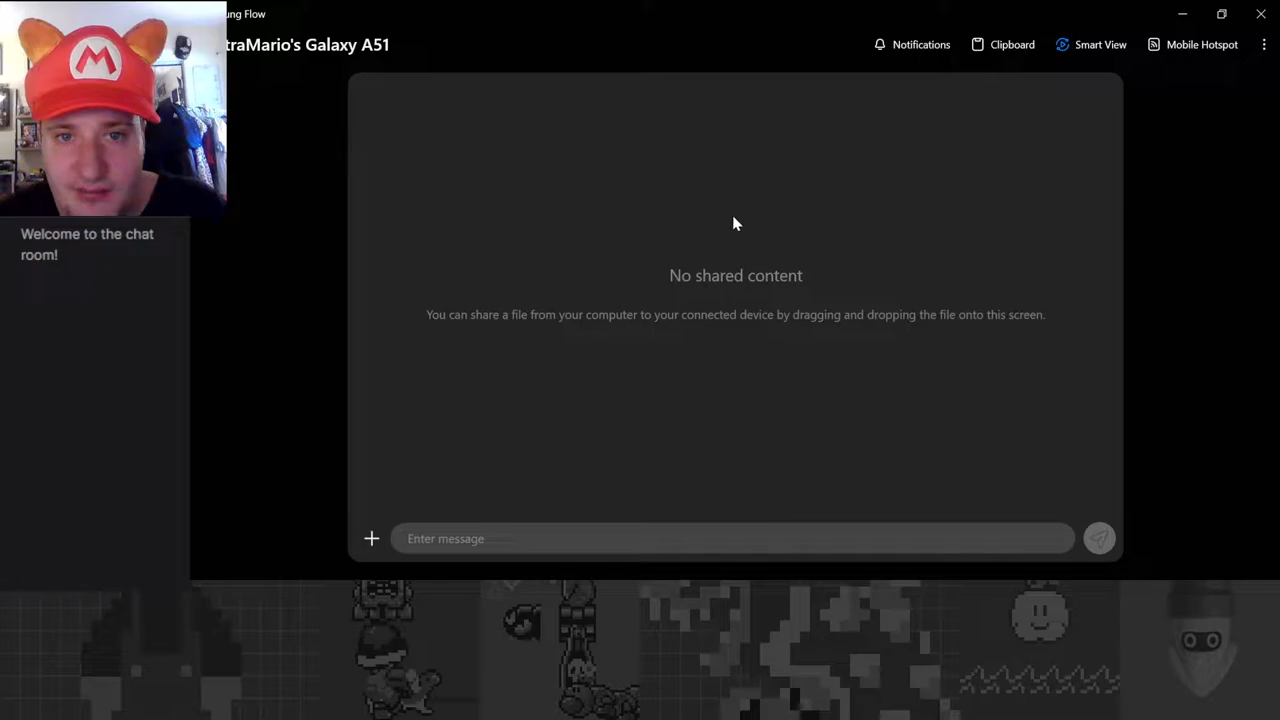 ung Flow
traMario's Galaxy A51
Notifications
Clipboard
Smart View
Mobile Hotspot
M
Welcome to the chat
room!
No shared content
You can share a file from your computer to your connected device by dragging and dropping the file onto this screen.
Enter message